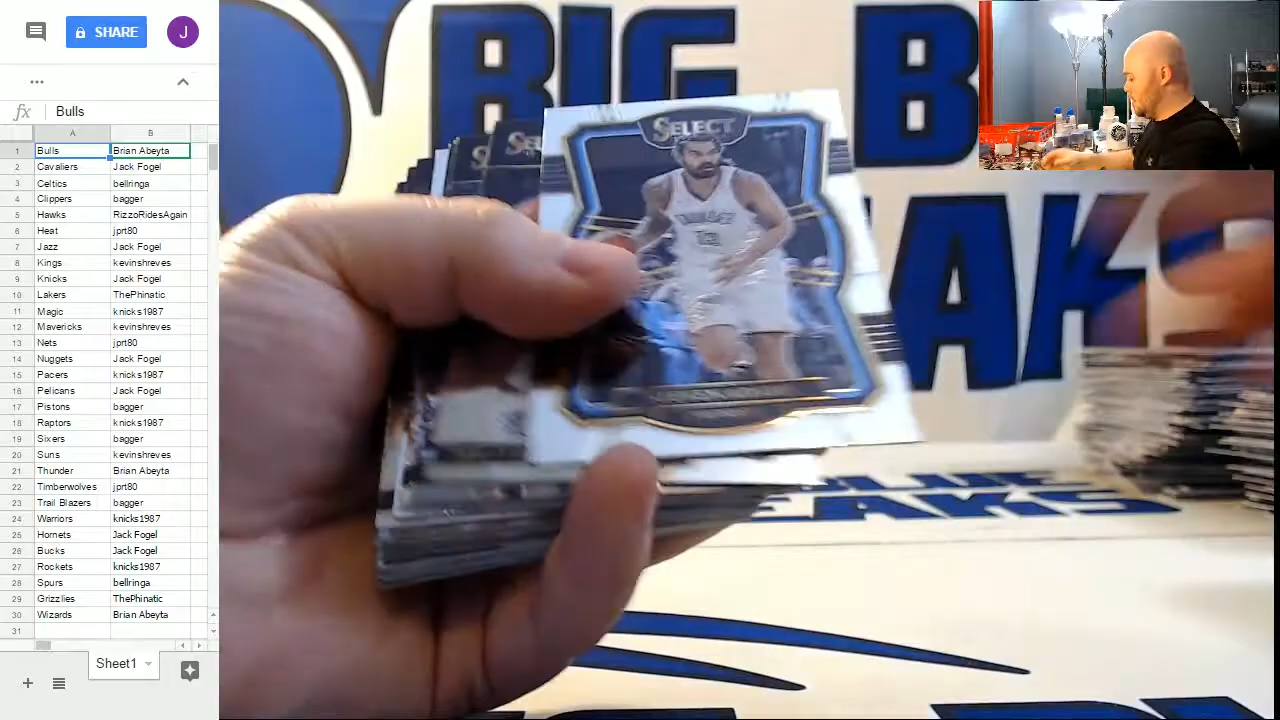 SHARE
J
...
fx Bulls
A B
1 Bulls Brian Abeyta
2 Cavaliers Jack Fogel
3 Celtics bellringa
4 Clippers bagger
5 Hawks RizzoRidesAgain
6 Heat jprt80
7 Jazz Jack Fogel
8 Kings kevinshreves
9 Knicks Jack Fogel
10 Lakers ThePhinatic
11 Magic knicks1987
12 Mavericks kevinshreves
13 Nets jprt80
14 Nuggets Jack Fogel
15 Pacers knicks1987
16 Pelicans Jack Fogel
17 Pistons bagger
18 Raptors knicks1987
19 Sixers bagger
20 Suns kevinshreves
21 Thunder Brian Abeyta
22 Timberwolves jprt80
23 Trail Blazers bagger
24 Warriors knicks1987
25 Hornets Jack Fogel
26 Bucks Jack Fogel
27 Rockets knicks1987
28 Spurs bellringa
29 Grizzlies ThePhinatic
30 Wizards Brian Abeyta
31
Sheet1
BIG B
EAK
SELECT
BLUE
EAKS